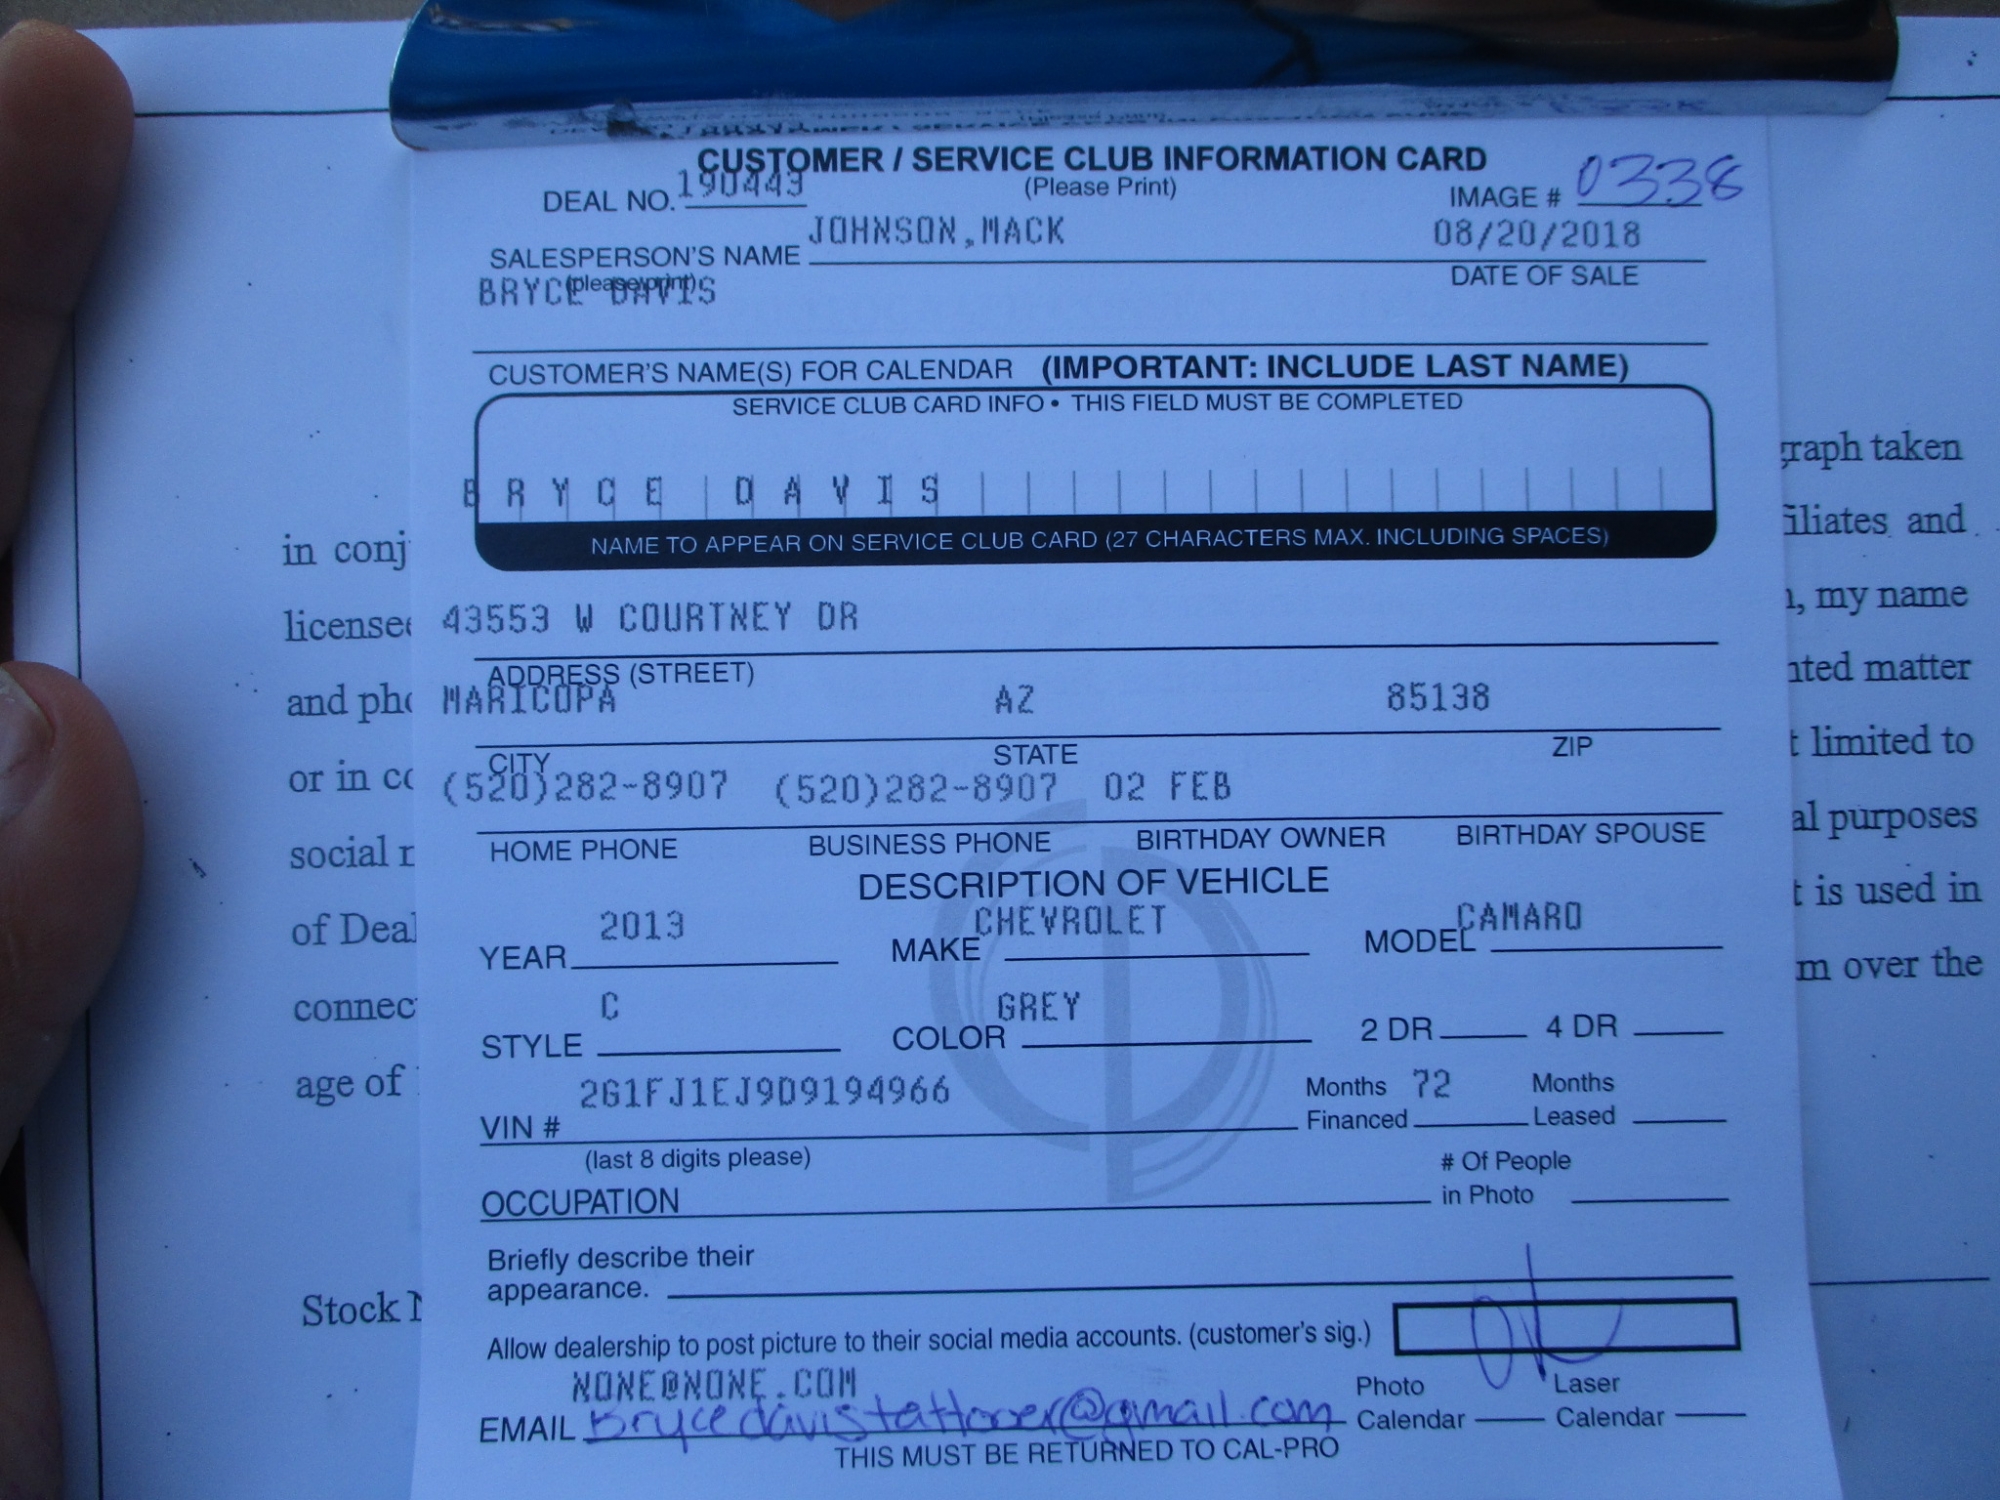 CUSTOMER / SERVICE CLUB INFORMATION CARD
(Please Print)
DEAL NO. 190443
IMAGE # 0338
SALESPERSON'S NAME JOHNSON,MACK
08/20/2018
(please print)
DATE OF SALE
BRYCE DAVIS
CUSTOMER'S NAME(S) FOR CALENDAR (IMPORTANT: INCLUDE LAST NAME)
SERVICE CLUB CARD INFO • THIS FIELD MUST BE COMPLETED
BRYCE DAVIS
NAME TO APPEAR ON SERVICE CLUB CARD (27 CHARACTERS MAX. INCLUDING SPACES)
43553 W COURTNEY DR
ADDRESS (STREET)
MARICOPA AZ 85138
CITY STATE ZIP
(520)282-8907 (520)282-8907 02 FEB
HOME PHONE BUSINESS PHONE BIRTHDAY OWNER BIRTHDAY SPOUSE
DESCRIPTION OF VEHICLE
YEAR 2013 MAKE CHEVROLET MODEL CAMARO
STYLE C COLOR GREY 2 DR 4 DR
VIN # 2G1FJ1EJ9D9194966 Months Financed 72 Months Leased
(last 8 digits please)
OCCUPATION # Of People in Photo
Briefly describe their
appearance.
Allow dealership to post picture to their social media accounts. (customer's sig.)
NONE@NONE.COM
EMAIL Brycedavistattooer@gmail.com Photo Calendar Laser Calendar
THIS MUST BE RETURNED TO CAL-PRO
graph taken
in conj
iliates and
license
, my name
and pho
nted matter
or in co
t limited to
social
al purposes
of Deal
t is used in
connec
m over the
age of
Stock N